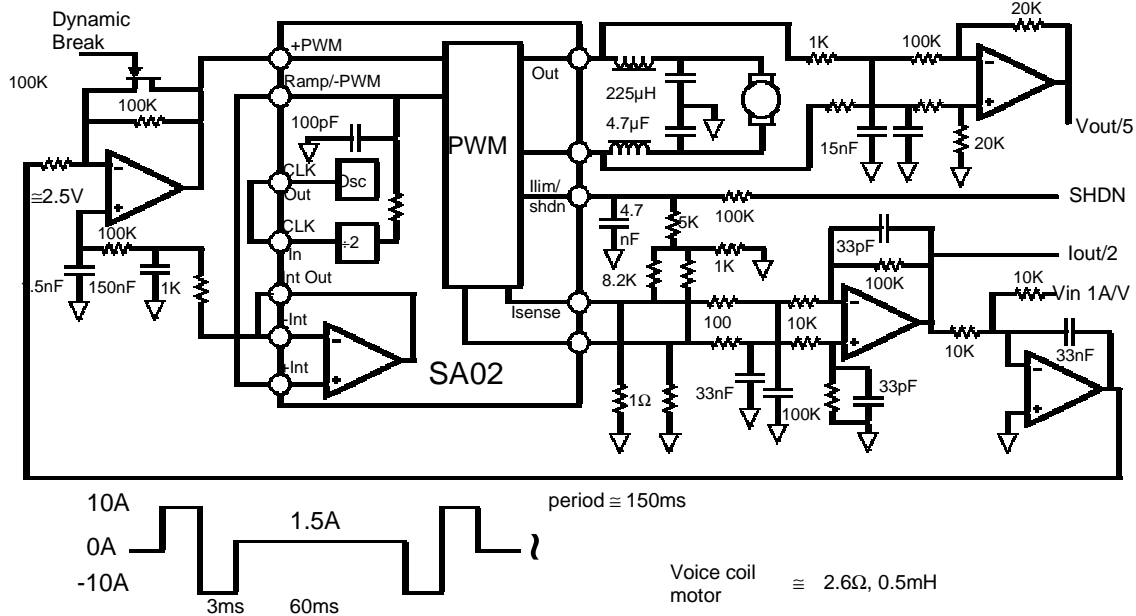 Dynamic
Break
100K
100K
≅2.5V
100K
150nF
1K
+PWM
Ramp/-PWM
100pF
CLK
Out
CLK
In
÷2
Int Out
+Int
SA02
PWM
Out
Ilim/
shdn
Isense
225µH
4.7µF
1K
100K
20K
15nF
20K
Vout/5
4.7
nF
5K
100K
SHDN
8.2K
1K
33pF
100K
Iout/2
10K
Vin 1A/V
100
10K
10K
33nF
1Ω
33nF
100K
33pF
10A
0A
-10A
1.5A
3ms
60ms
period ≅ 150ms
~
Voice coil
motor
≅ 2.6Ω, 0.5mH